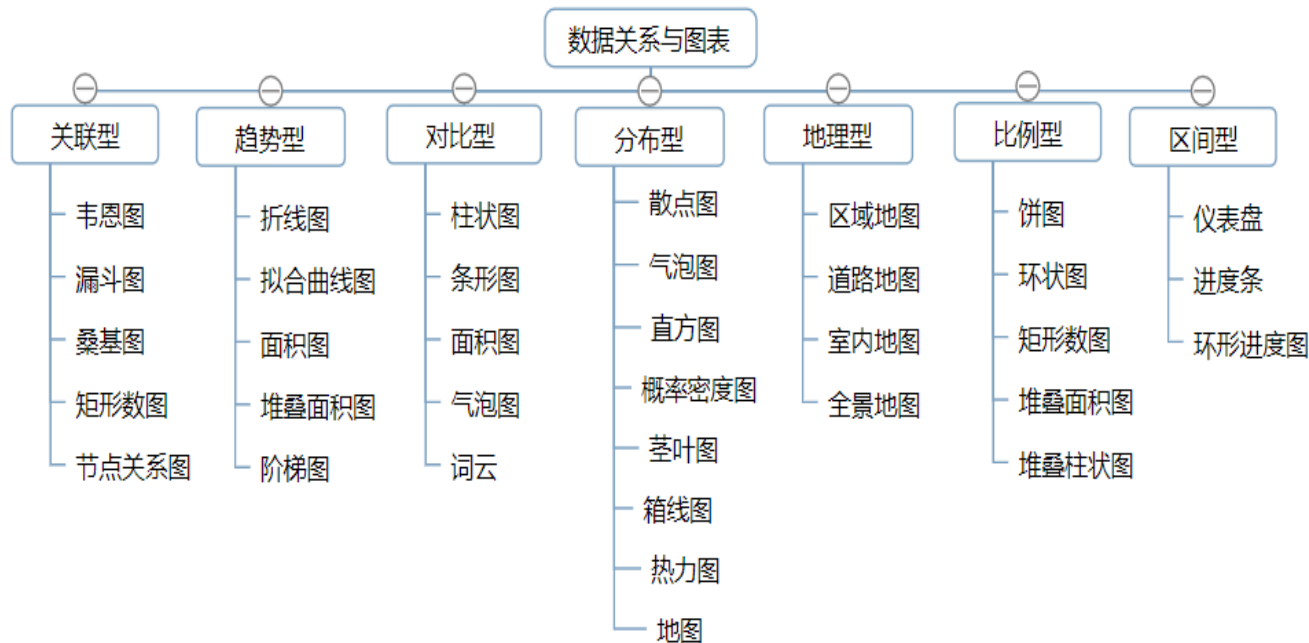 数据关系与图表
关联型
韦恩图
漏斗图
桑基图
矩形数图
节点关系图
趋势型
折线图
拟合曲线图
面积图
堆叠面积图
阶梯图
对比型
柱状图
条形图
面积图
气泡图
词云
分布型
散点图
气泡图
直方图
概率密度图
茎叶图
箱线图
热力图
地图
地理型
区域地图
道路地图
室内地图
全景地图
比例型
饼图
环状图
矩形数图
堆叠面积图
堆叠柱状图
区间型
仪表盘
进度条
环形进度图